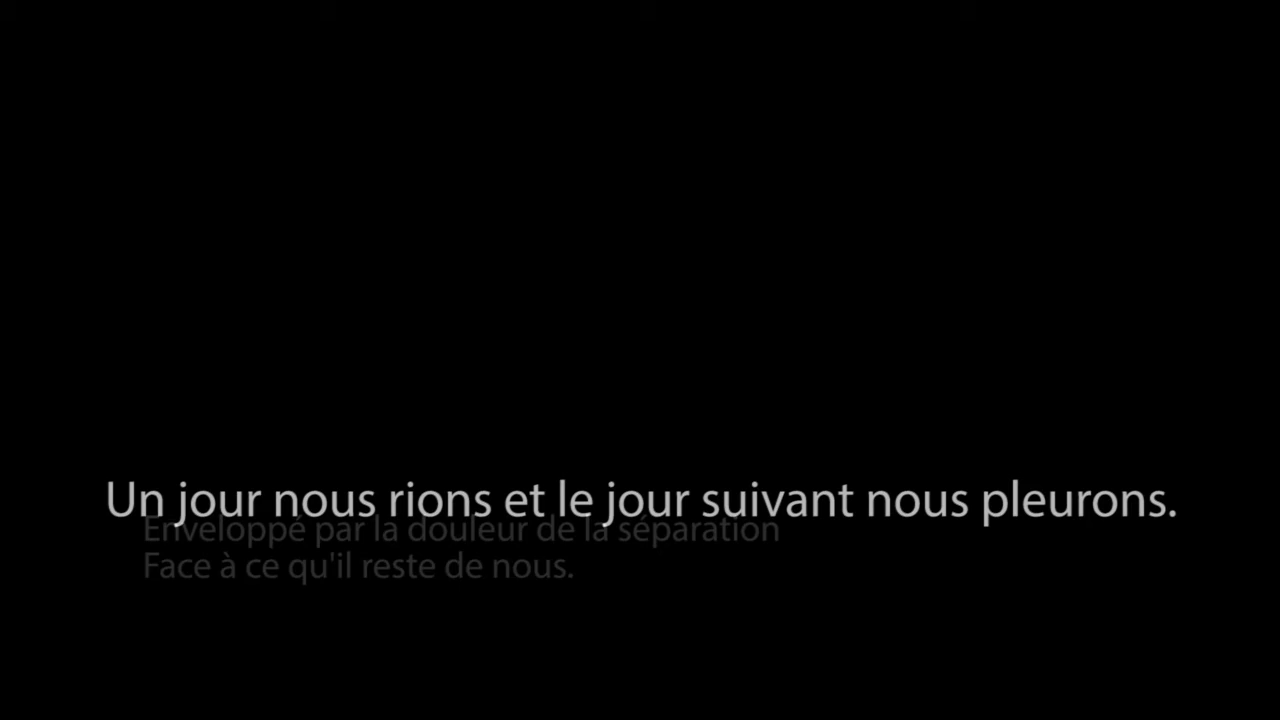 Un jour nous rions et le jour suivant nous pleurons.
Enveloppé par la douleur de la séparation
Face à ce qu'il reste de nous.